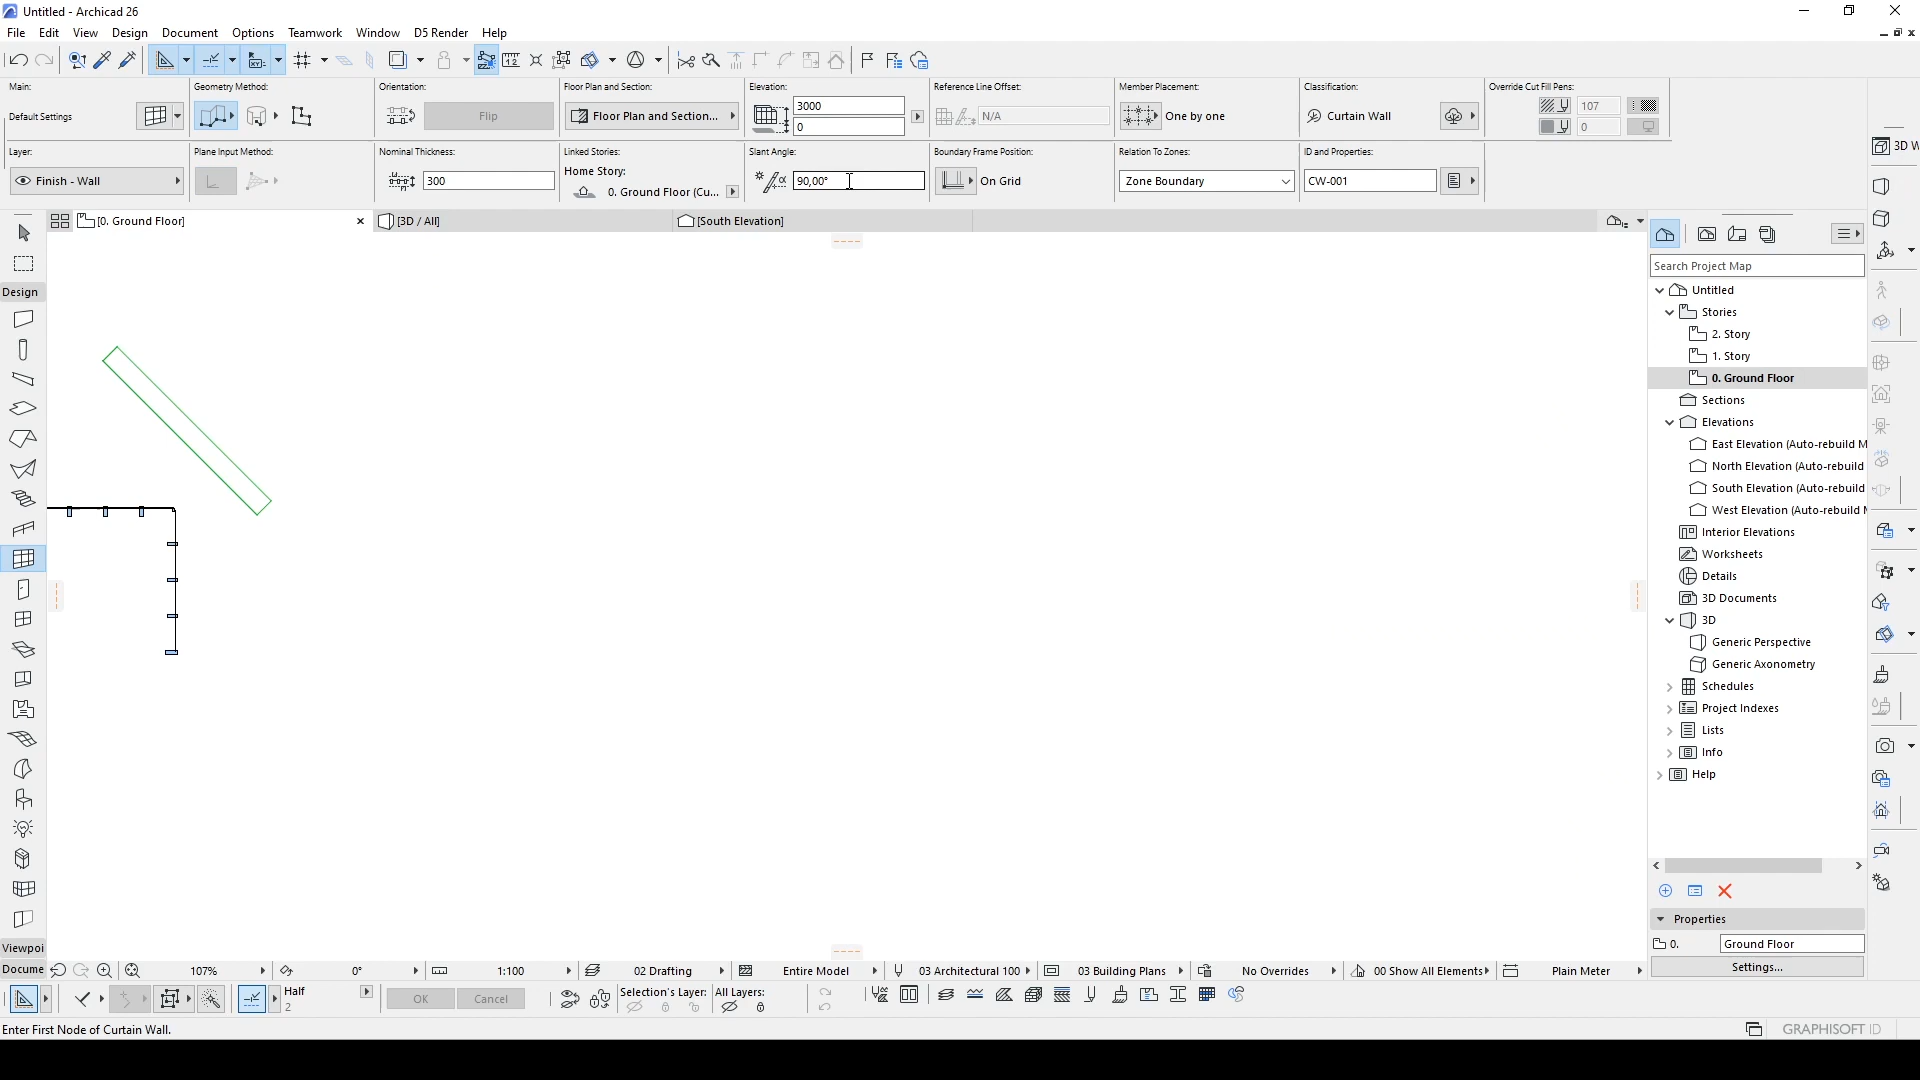 Untitled - Archicad 26
File Edit View Design Document Options Teamwork Window D5 Render Help
Main: Geometry Method: Orientation: Floor Plan and Section: Elevation: Reference Line Offset: Member Placement: Classification: Override Cut Fill Pens:
Default Settings Flip Floor Plan and Section... 3000 N/A One by one Curtain Wall 107
0 0
Layer: Plane Input Method: Nominal Thickness: Linked Stories: Slant Angle: Boundary Frame Position: Relation To Zones: ID and Properties:
Home Story:
Finish - Wall 300 0. Ground Floor (Cu... 90,00° On Grid Zone Boundary CW-001
3D W
[0. Ground Floor] [3D / All] [South Elevation]
Design
Viewpoi
Docume
Search Project Map
Untitled
Stories
2. Story
1. Story
0. Ground Floor
Sections
Elevations
East Elevation (Auto-rebuild M
North Elevation (Auto-rebuild
South Elevation (Auto-rebuild
West Elevation (Auto-rebuild M
Interior Elevations
Worksheets
Details
3D Documents
3D
Generic Perspective
Generic Axonometry
Schedules
Project Indexes
Lists
Info
Help
Properties
0. Ground Floor
Settings...
107% 0° 1:100 02 Drafting Entire Model 03 Architectural 100 03 Building Plans No Overrides 00 Show All Elements Plain Meter
Half
2
OK Cancel
Selection's Layer: All Layers:
Enter First Node of Curtain Wall.
GRAPHISOFT ID